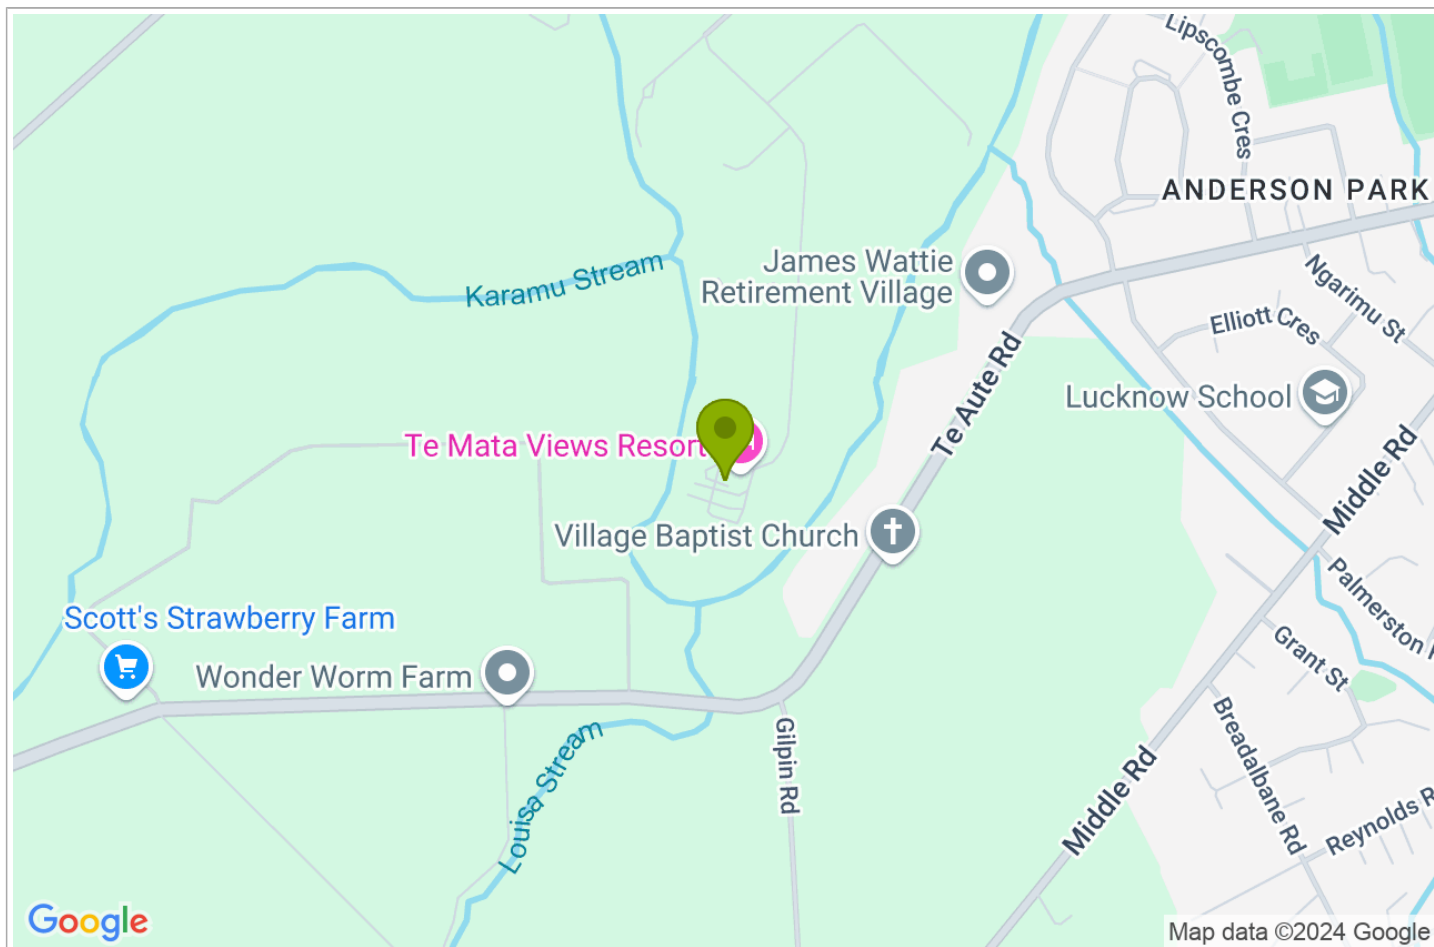 Lipscombe Cres
ANDERSON PARK
James Wattie
Retirement Village
Karamu Stream
Ngarimu St
Elliott Cres
Te Aute Rd
Lucknow School
Te Mata Views Resort
Middle Rd
Village Baptist Church
Palmerston
Scott's Strawberry Farm
Grant St
Wonder Worm Farm
Breadalbane Rd
Gilpin Rd
Louisa Stream
Middle Rd
Reynolds R
Google
Map data ©2024 Google